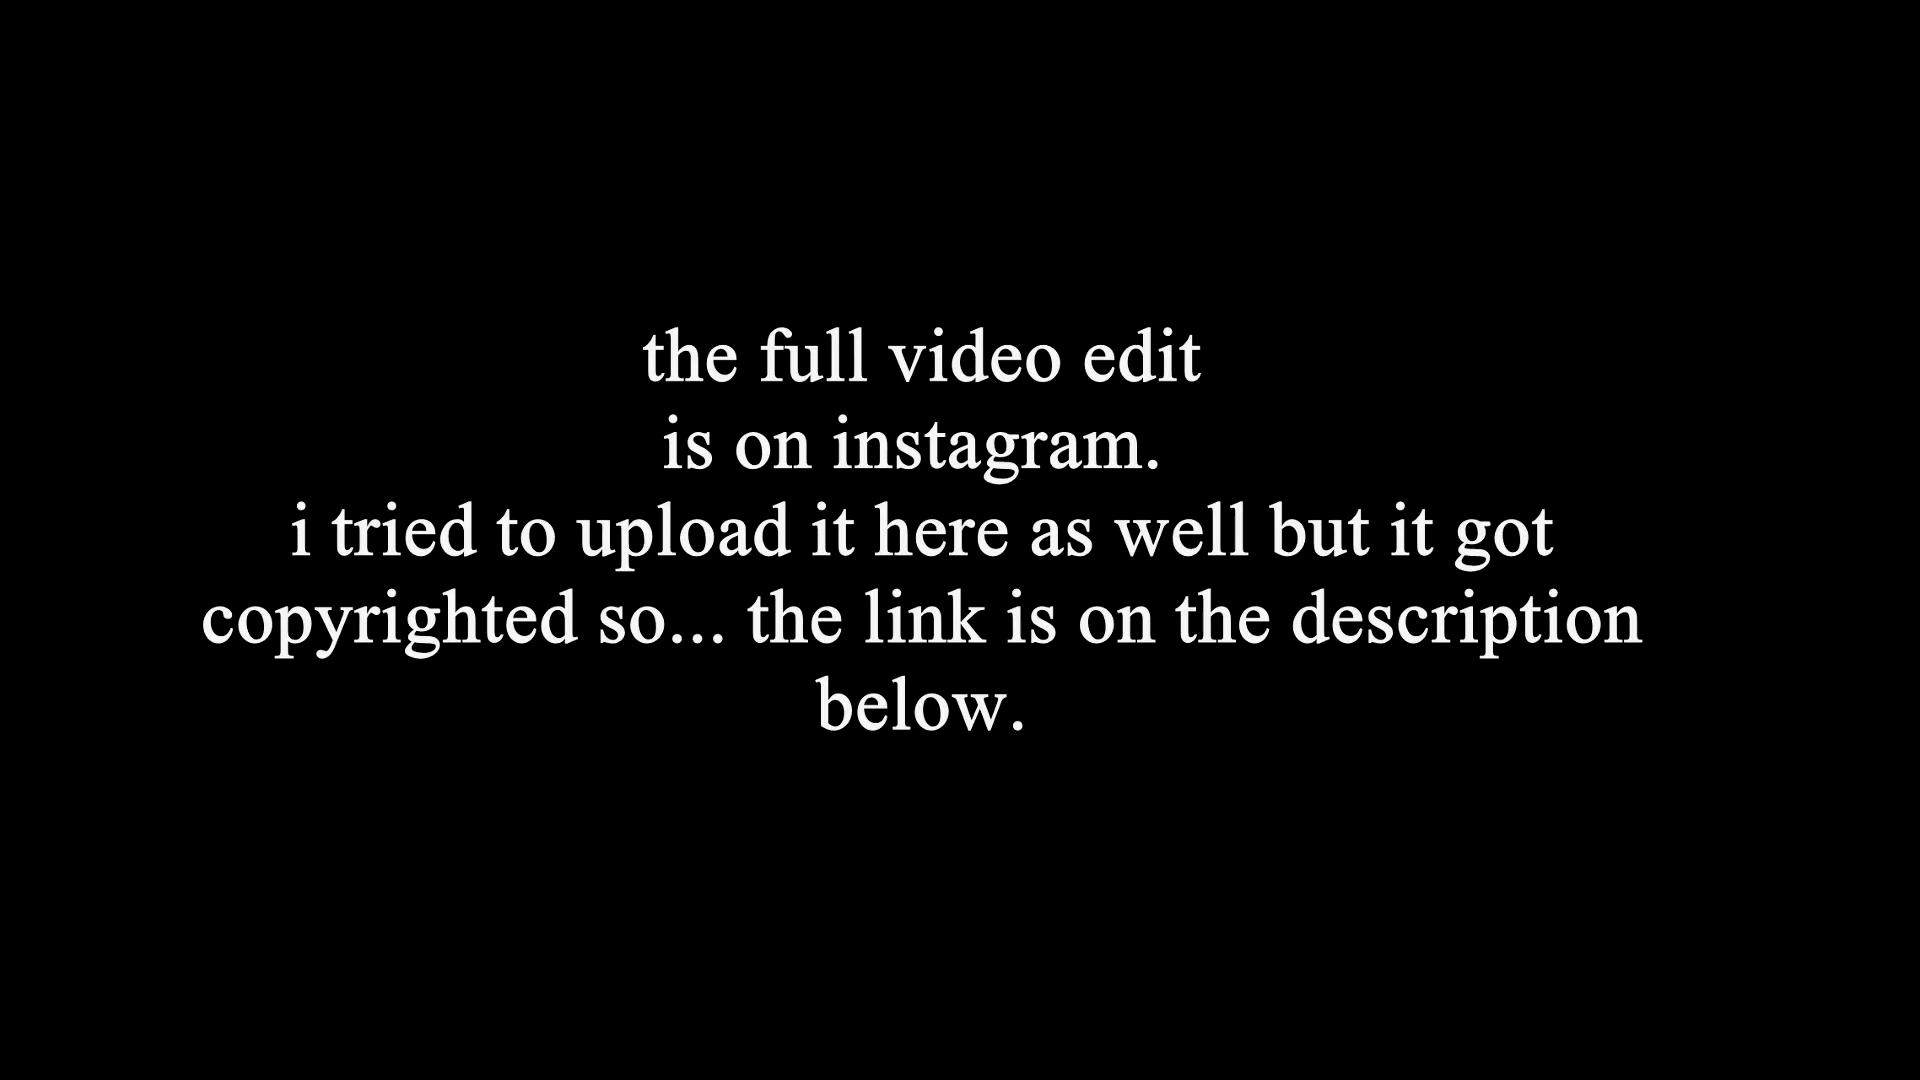 the full video edit
is on instagram.
i tried to upload it here as well but it got
copyrighted so... the link is on the description
below.